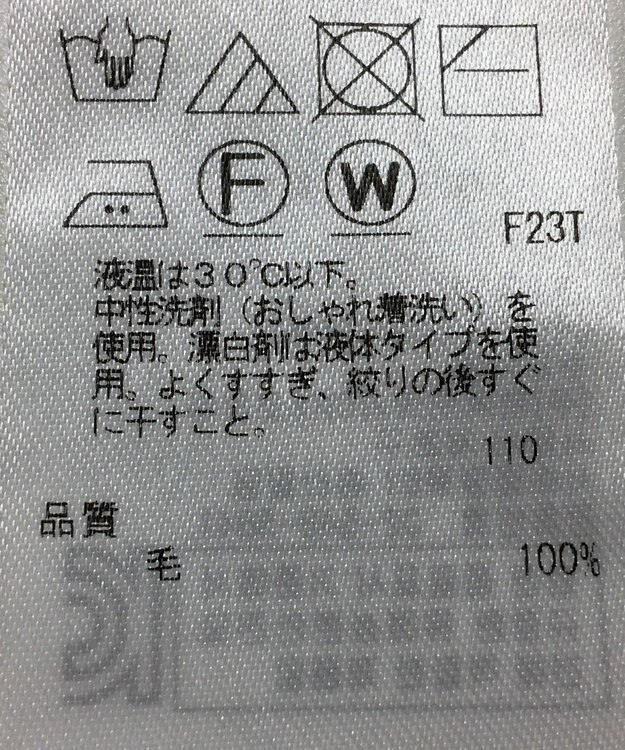 F W
F23T
液温は30℃以下。
中性洗剤（おしゃれ着洗い）を
使用。漂白剤は液体タイプを使
用。よくすすぎ、絞りの後すぐ
に干すこと。
110
品質
毛 100%